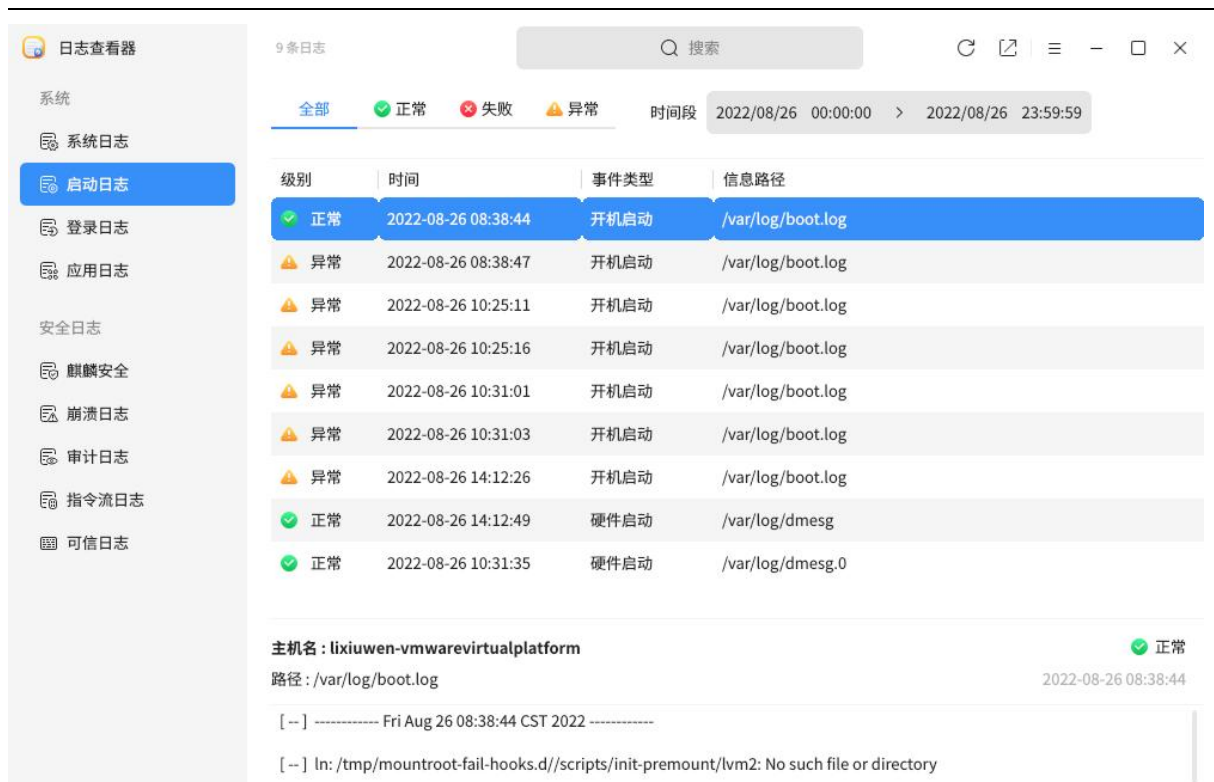 日志查看器
9 条日志
搜索
系统
系统日志
启动日志
登录日志
应用日志
安全日志
麒麟安全
崩溃日志
审计日志
指令流日志
可信日志
全部 正常 失败 异常 时间段 2022/08/26 00:00:00 > 2022/08/26 23:59:59
级别 时间 事件类型 信息路径
正常 2022-08-26 08:38:44 开机启动 /var/log/boot.log
异常 2022-08-26 08:38:47 开机启动 /var/log/boot.log
异常 2022-08-26 10:25:11 开机启动 /var/log/boot.log
异常 2022-08-26 10:25:16 开机启动 /var/log/boot.log
异常 2022-08-26 10:31:01 开机启动 /var/log/boot.log
异常 2022-08-26 10:31:03 开机启动 /var/log/boot.log
异常 2022-08-26 14:12:26 开机启动 /var/log/boot.log
正常 2022-08-26 14:12:49 硬件启动 /var/log/dmesg
正常 2022-08-26 10:31:35 硬件启动 /var/log/dmesg.0
主机名 : lixiuwen-vmwarevirtualplatform 正常
路径 : /var/log/boot.log 2022-08-26 08:38:44
[ -- ] ------------ Fri Aug 26 08:38:44 CST 2022 ------------
[ -- ] ln: /tmp/mountroot-fail-hooks.d//scripts/init-premount/lvm2: No such file or directory